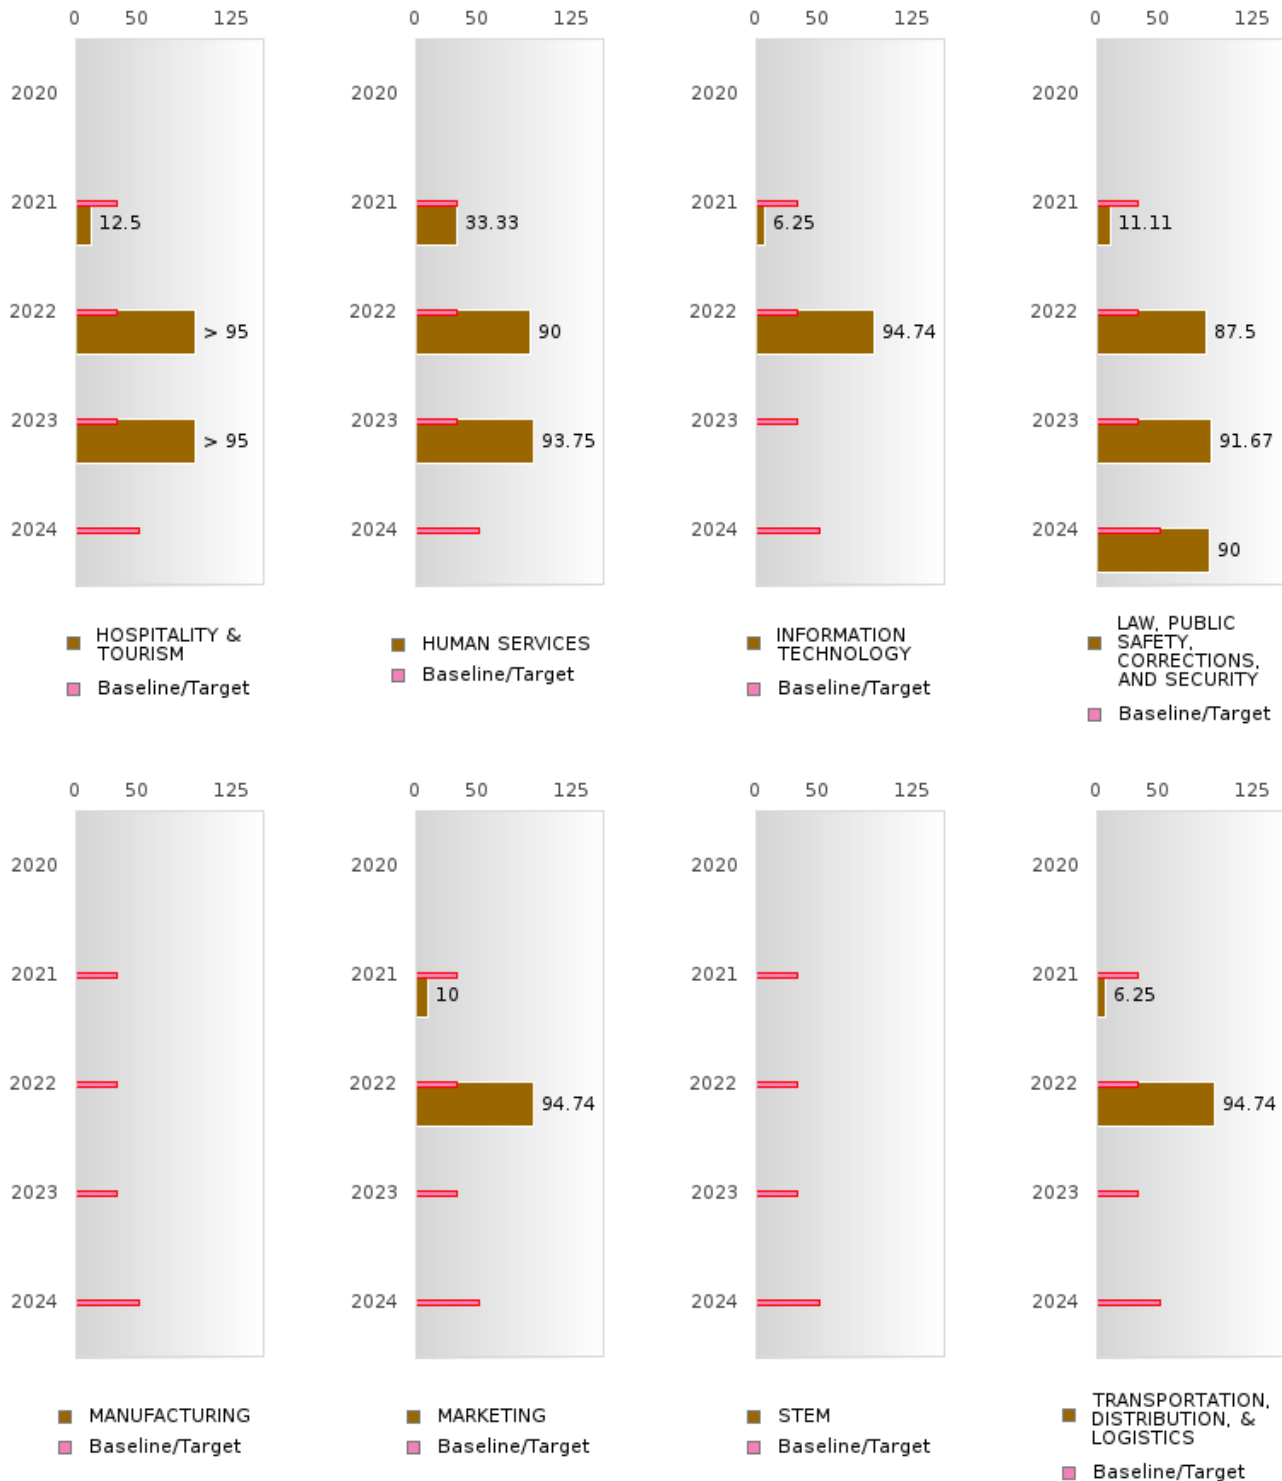 0 50 125 0 50 125 0 50 125 0 50 125
2020 2020 2020 2020
2021 2021 2021 2021
12.5 33.33 6.25 11.11
2022 2022 2022 2022
> 95 90 94.74 87.5
2023 2023 2023 2023
> 95 93.75 91.67
2024 2024 2024 2024
90
HOSPITALITY &
TOURISM
Baseline/Target
HUMAN SERVICES
Baseline/Target
INFORMATION
TECHNOLOGY
Baseline/Target
LAW, PUBLIC
SAFETY,
CORRECTIONS,
AND SECURITY
Baseline/Target
0 50 125 0 50 125 0 50 125 0 50 125
2020 2020 2020 2020
2021 2021 2021 2021
10 6.25
2022 2022 2022 2022
94.74 94.74
2023 2023 2023 2023
2024 2024 2024 2024
MANUFACTURING
Baseline/Target
MARKETING
Baseline/Target
STEM
Baseline/Target
TRANSPORTATION,
DISTRIBUTION, &
LOGISTICS
Baseline/Target